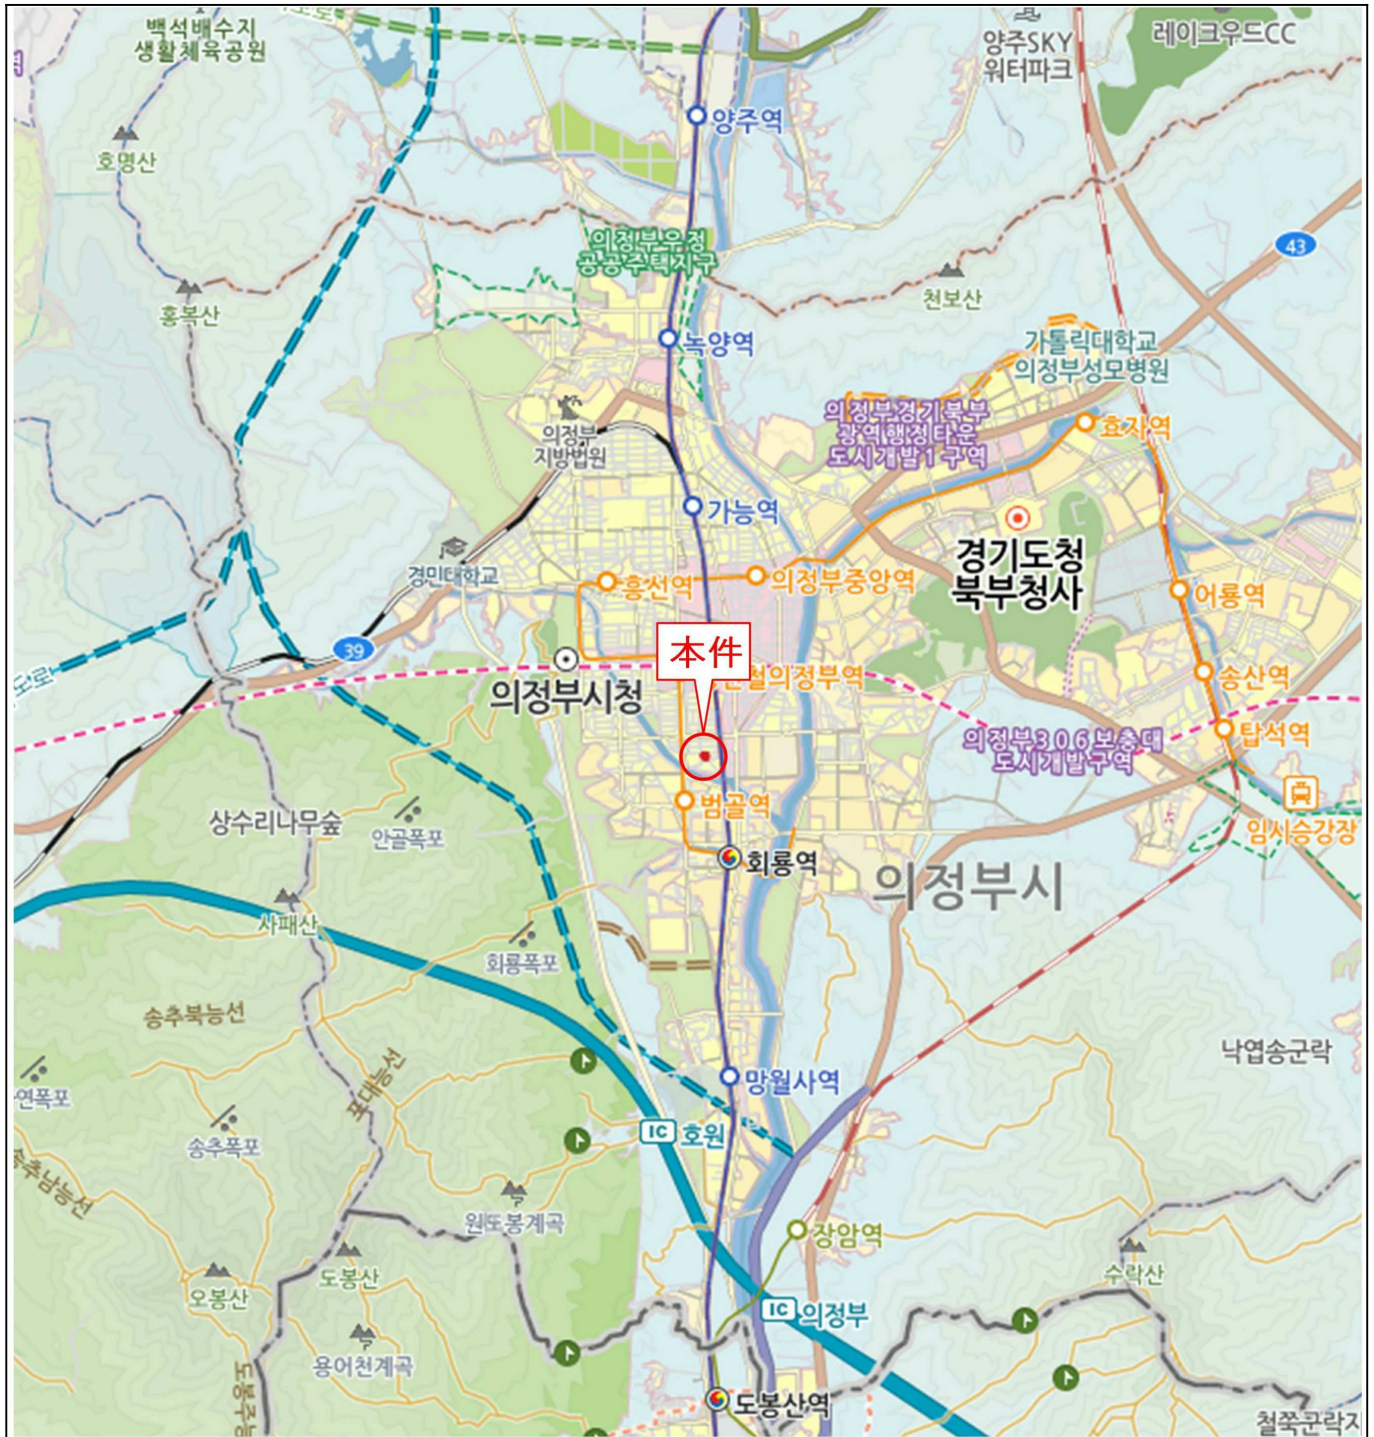 백석배수지
생활체육공원
양주SKY
워터파크
레이크우드CC
양주역
호명산
의정부우정
공공주택지구
43
천보산
홍복산
녹양역
가톨릭대학교
의정부성모병원
의정부경기북부
광역행정타운
도시개발1구역
효자역
의정부
지방법원
가능역
경기도청
북부청사
경민대학교
흥선역
의정부중앙역
어룡역
39
本件
송산역
의정부시청
철의정부역
탑석역
의정부306보충대
도시개발구역
범골역
상수리나무숲
안골폭포
임시승강장
회룡역
의정부시
사패산
회룡폭포
송추북능선
낙엽송군락
포대능선
망월사역
연폭포
송추폭포
IC 호원
송추남능선
원도봉계곡
장암역
도봉산
수락산
오봉산
IC 의정부
용어천계곡
도봉주능
도봉산역
철쭉군락지